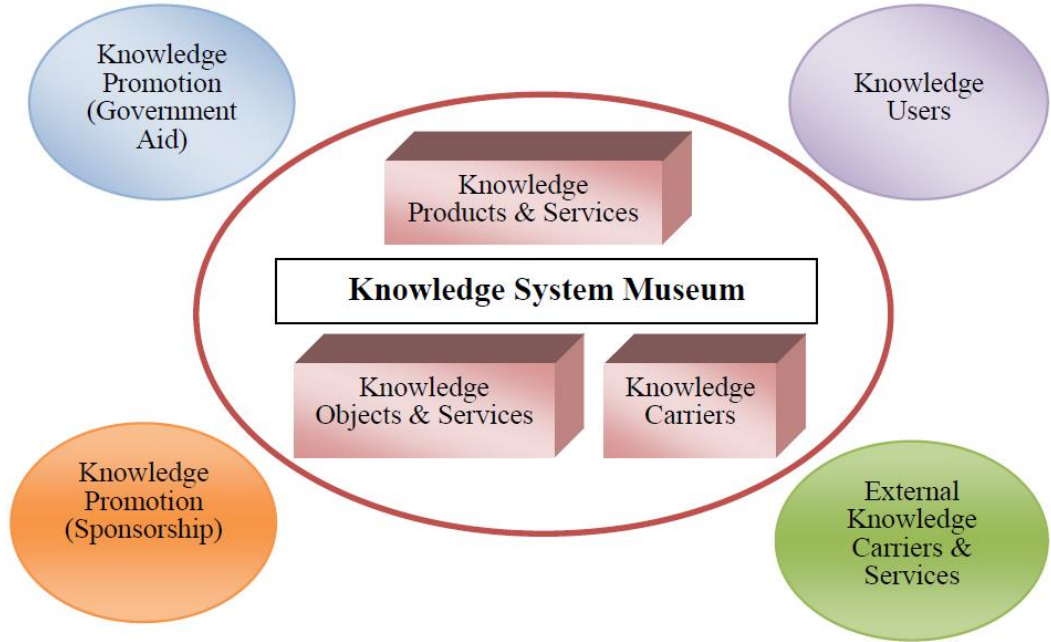 Knowledge
Promotion
(Government
Aid)
Knowledge
Users
Knowledge
Products & Services
Knowledge System Museum
Knowledge
Objects & Services
Knowledge
Carriers
Knowledge
Promotion
(Sponsorship)
External
Knowledge
Carriers &
Services